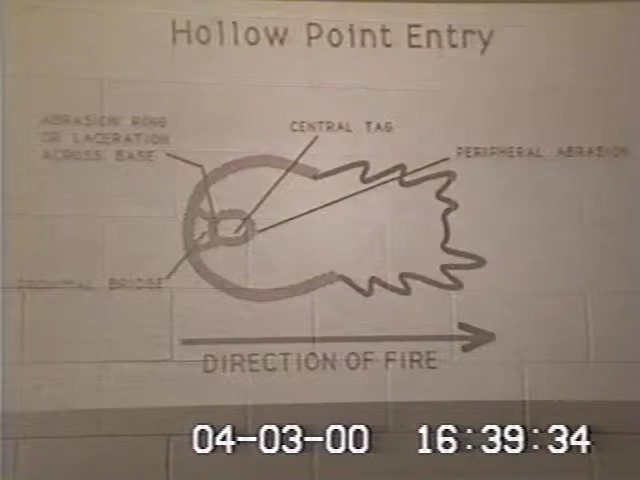 Hollow Point Entry
ABRASION RING
OR LACERATION
ACROSS BASE
CENTRAL TAG
PERIPHERAL ABRASION
BRIDGE
DIRECTION OF FIRE
04-03-00 16:39:34